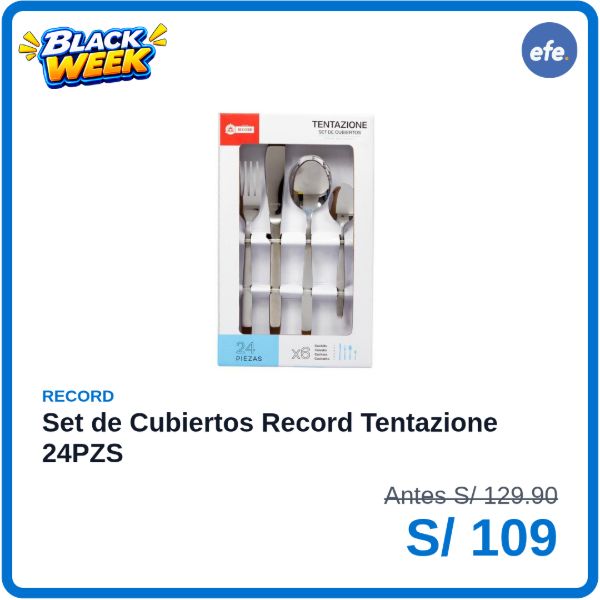 BLACK
WEEK
efe.
RECORD
TENTAZIONE
SET DE CUBIERTOS
24
PIEZAS
x6
RECORD
Set de Cubiertos Record Tentazione
24PZS
Antes S/ 129.90
S/ 109